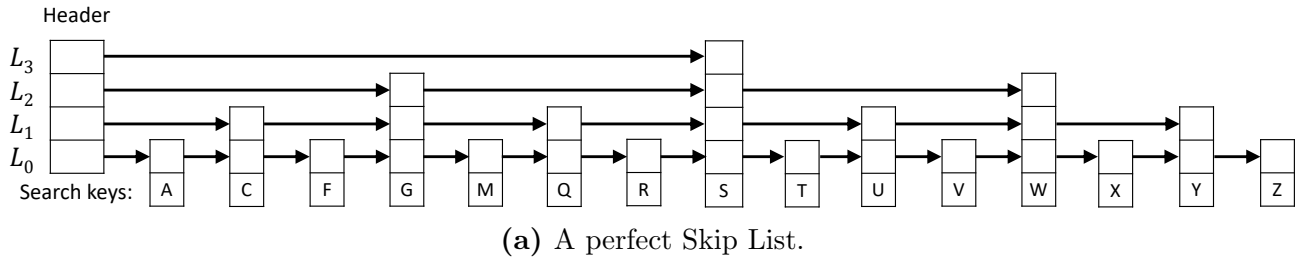 Header
L₃
L₂
L₁
L₀
Search keys: A C F G M Q R S T U V W X Y Z
(a) A perfect Skip List.